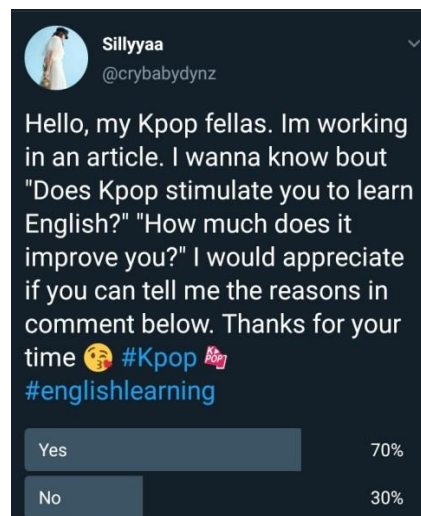 Sillyyaa
@crybabydynz
Hello, my Kpop fellas. Im working
in an article. I wanna know bout
"Does Kpop stimulate you to learn
English?" "How much does it
improve you?" I would appreciate
if you can tell me the reasons in
comment below. Thanks for your
time 😘 #Kpop
#englishlearning
Yes 70%
No 30%